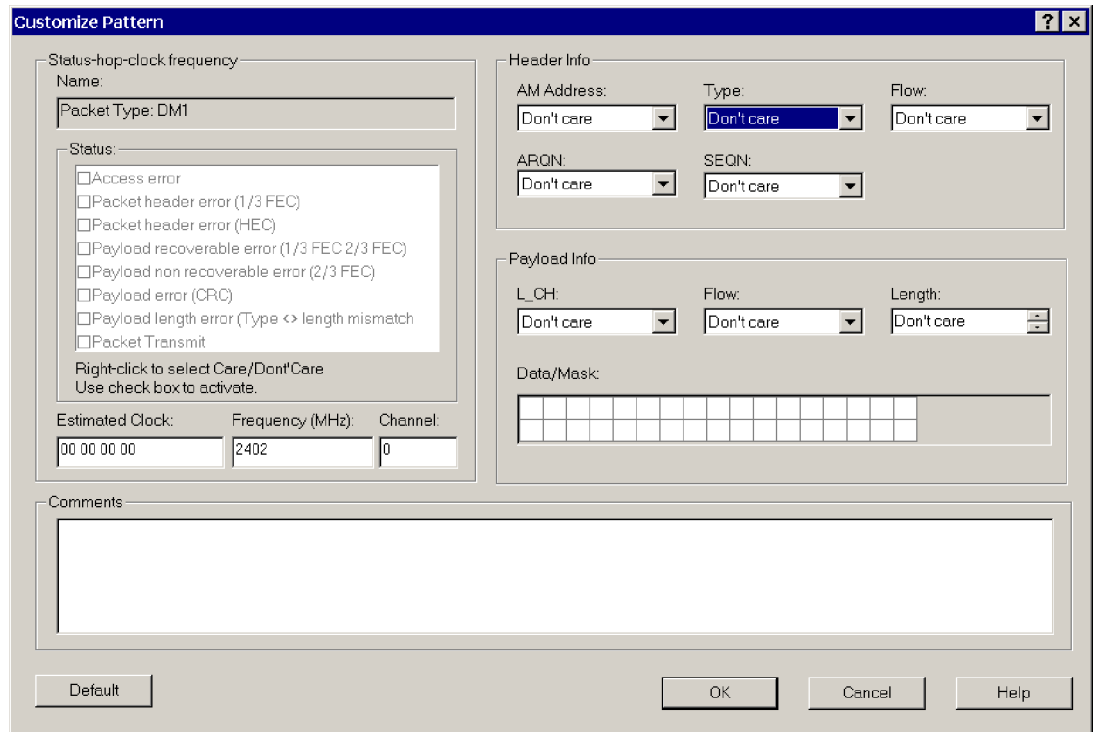 Customize Pattern
Status-hop-clock frequency
Name:
Packet Type: DM1
Status:
Access error
Packet header error (1/3 FEC)
Packet header error (HEC)
Payload recoverable error (1/3 FEC 2/3 FEC)
Payload non recoverable error (2/3 FEC)
Payload error (CRC)
Payload length error (Type <> length mismatch
Packet Transmit
Right-click to select Care/Dont'Care
Use check box to activate.
Estimated Clock: Frequency (MHz): Channel:
00 00 00 00 2402 0
Header Info
AM Address: Type: Flow:
Don't care Don't care Don't care
ARQN: SEQN:
Don't care Don't care
Payload Info
L_CH: Flow: Length:
Don't care Don't care Don't care
Data/Mask:
Comments
Default OK Cancel Help